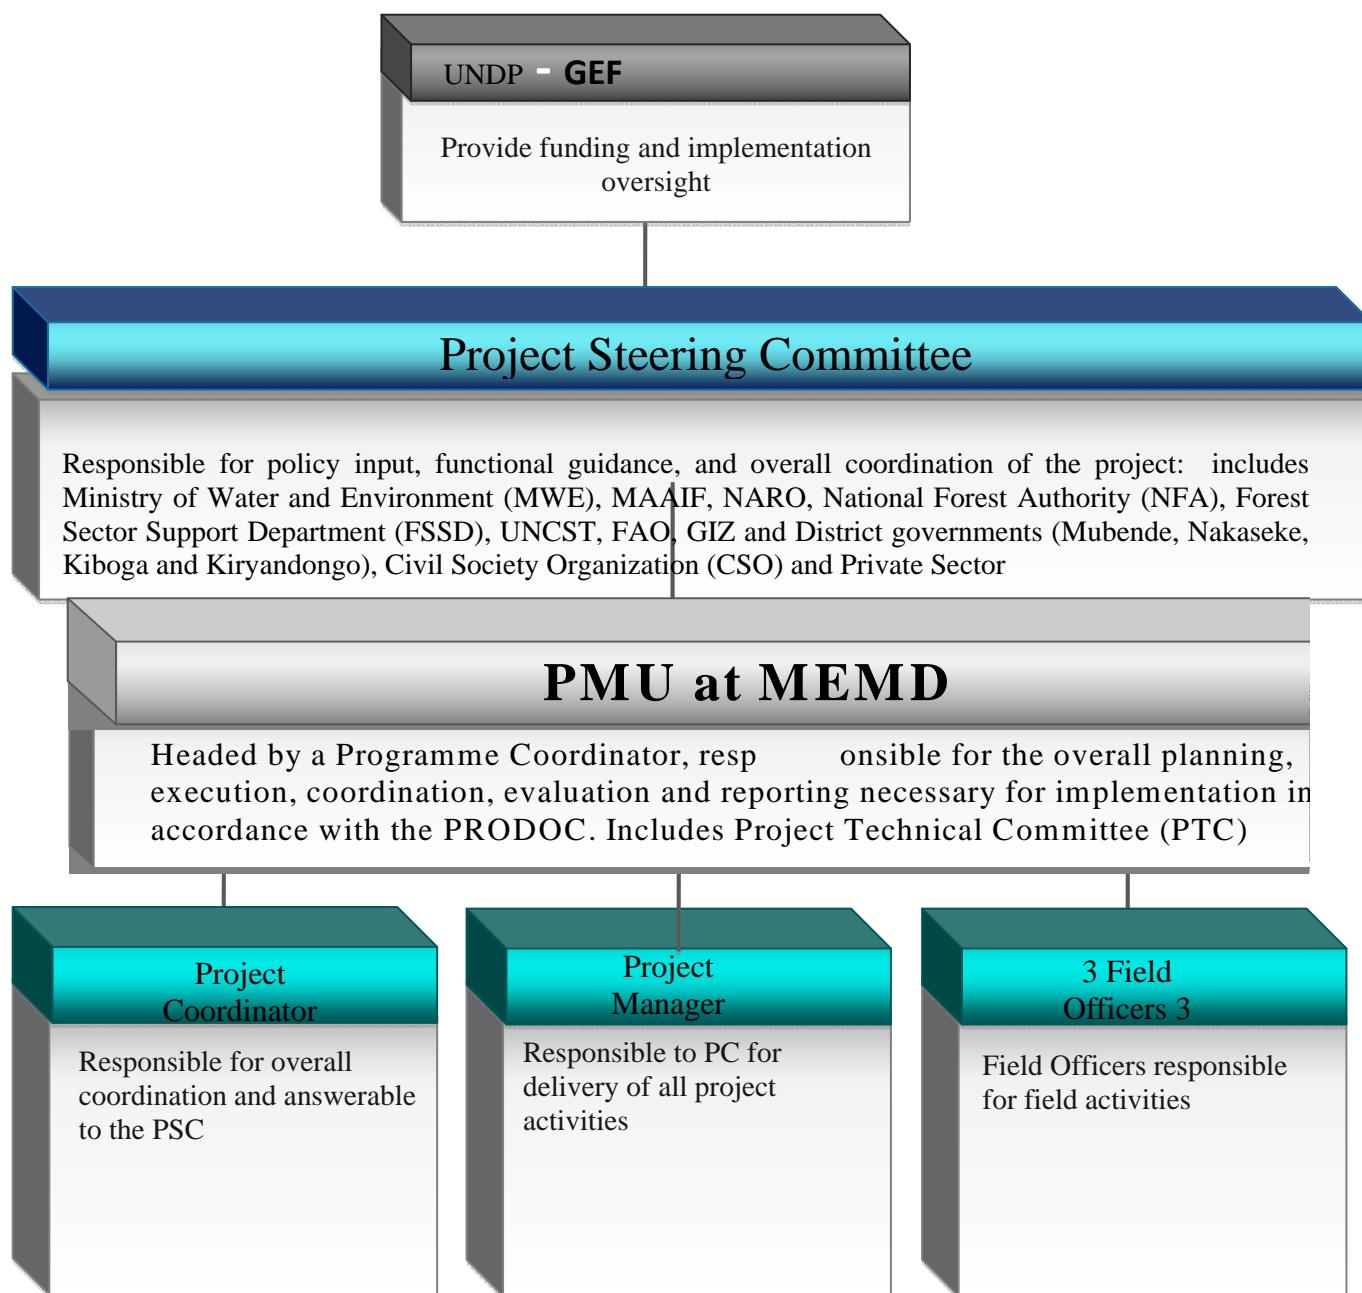 UNDP - GEF
Provide funding and implementation
oversight
Project Steering Committee
Responsible for policy input, functional guidance, and overall coordination of the project: includes
Ministry of Water and Environment (MWE), MAAIF, NARO, National Forest Authority (NFA), Forest
Sector Support Department (FSSD), UNCST, FAO, GIZ and District governments (Mubende, Nakaseke,
Kiboga and Kiryandongo), Civil Society Organization (CSO) and Private Sector
PMU at MEMD
Headed by a Programme Coordinator, resp onsible for the overall planning,
execution, coordination, evaluation and reporting necessary for implementation in
accordance with the PRODOC. Includes Project Technical Committee (PTC)
Project
Coordinator
Responsible for overall
coordination and answerable
to the PSC
Project
Manager
Responsible to PC for
delivery of all project
activities
3 Field
Officers 3
Field Officers responsible
for field activities